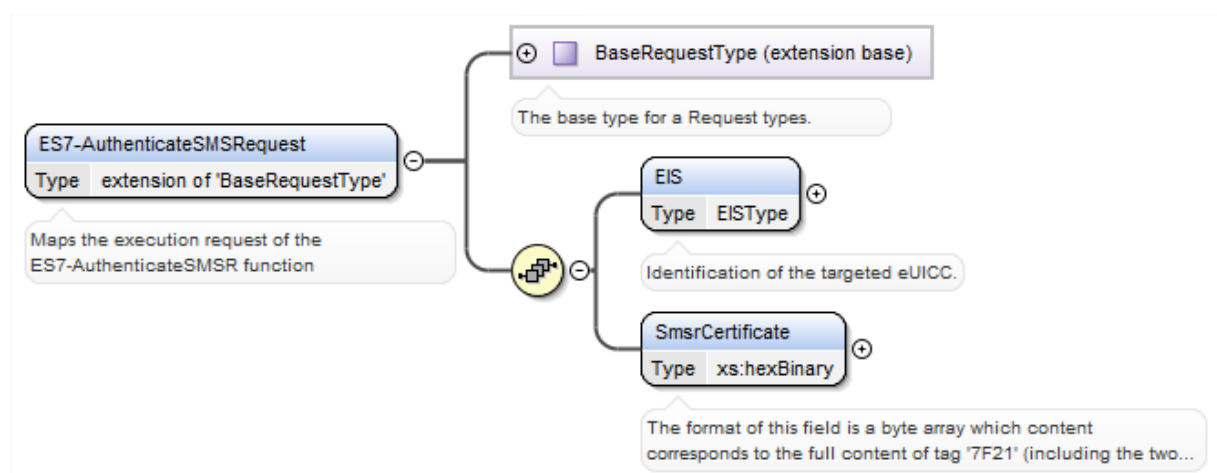 BaseRequestType (extension base)
The base type for a Request types.
ES7-AuthenticateSMSRequest
Type extension of 'BaseRequestType'
Maps the execution request of the
ES7-AuthenticateSMSR function
EIS
Type EISType
Identification of the targeted eUICC.
SmsrCertificate
Type xs:hexBinary
The format of this field is a byte array which content
corresponds to the full content of tag '7F21' (including the two...